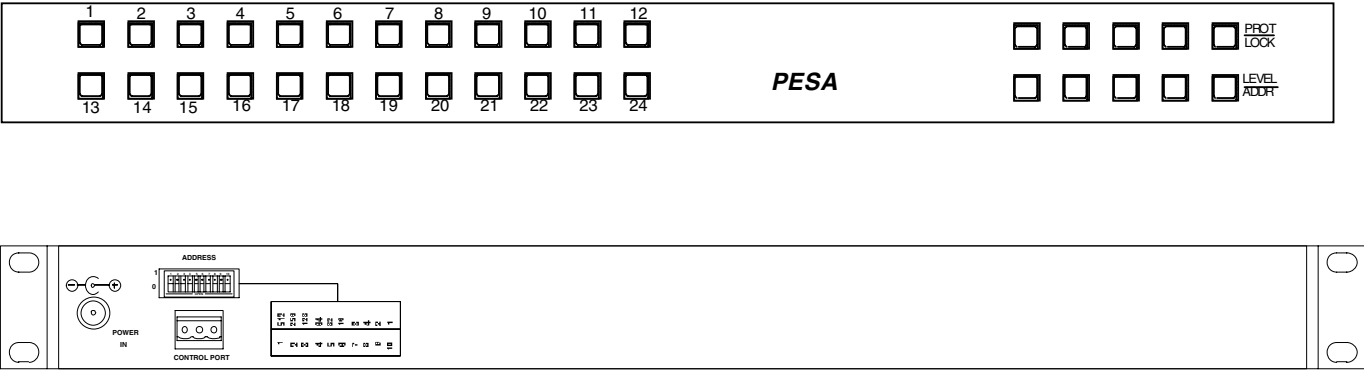 1 2 3 4 5 6 7 8 9 10 11 12
PROT
LOCK
PESA
LEVEL
ADDR
13 14 15 16 17 18 19 20 21 22 23 24
ADDRESS
1
0
POWER
IN
CONTROL PORT
512 256 128 64 32 16 8 4 2 1
1 2 3 4 5 6 7 8 9 10